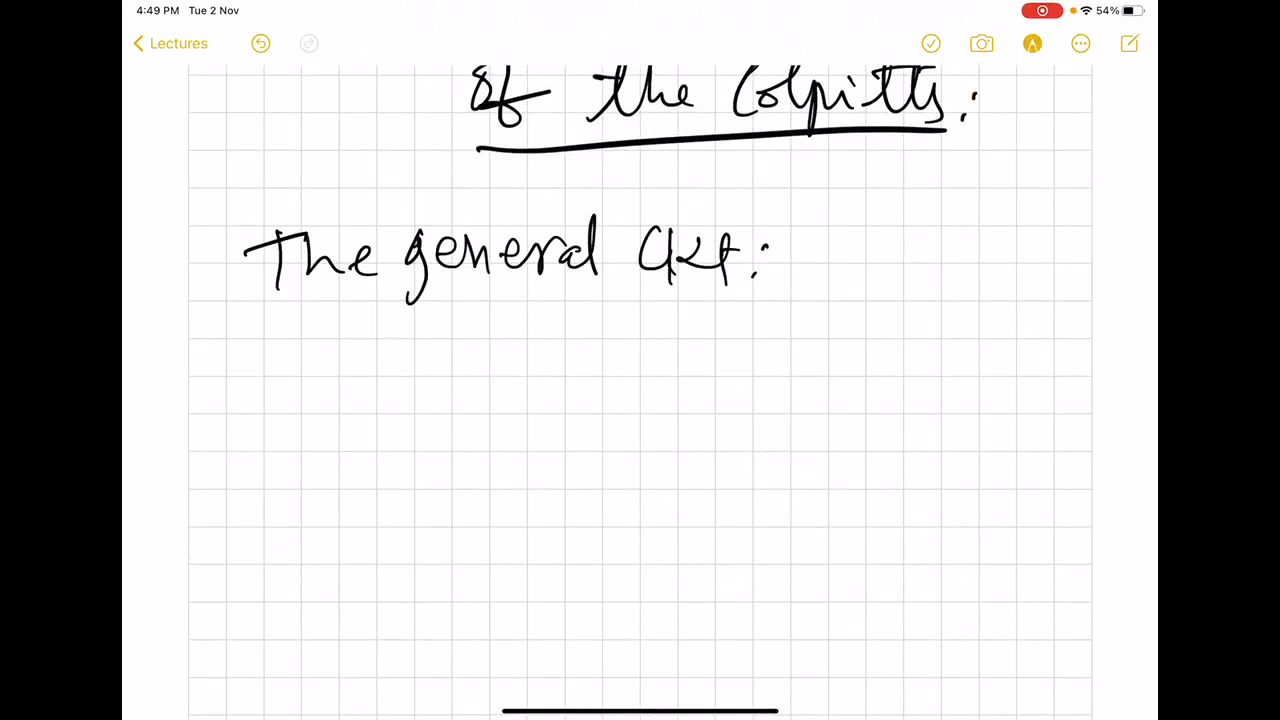 4:49 PM Tue 2 Nov 54%
Lectures
of the Colpitts:
The general Ckt: